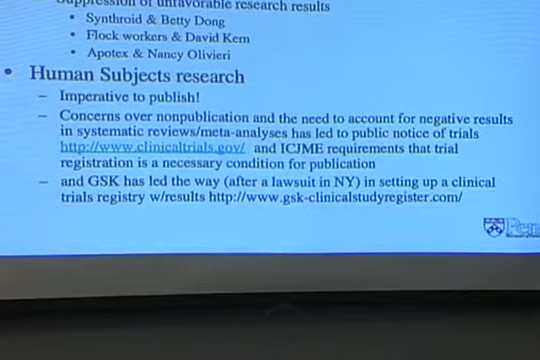 Suppression of unfavorable research results
• Synthroid & Betty Dong
• Flock workers & David Kern
• Apotex & Nancy Olivieri
• Human Subjects research
– Imperative to publish!
– Concerns over nonpublication and the need to account for negative results
in systematic reviews/meta-analyses has led to public notice of trials
http://www.clinicaltrials.gov/ and ICJME requirements that trial
registration is a necessary condition for publication
– and GSK has led the way (after a lawsuit in NY) in setting up a clinical
trials registry w/results http://www.gsk-clinicalstudyregister.com/